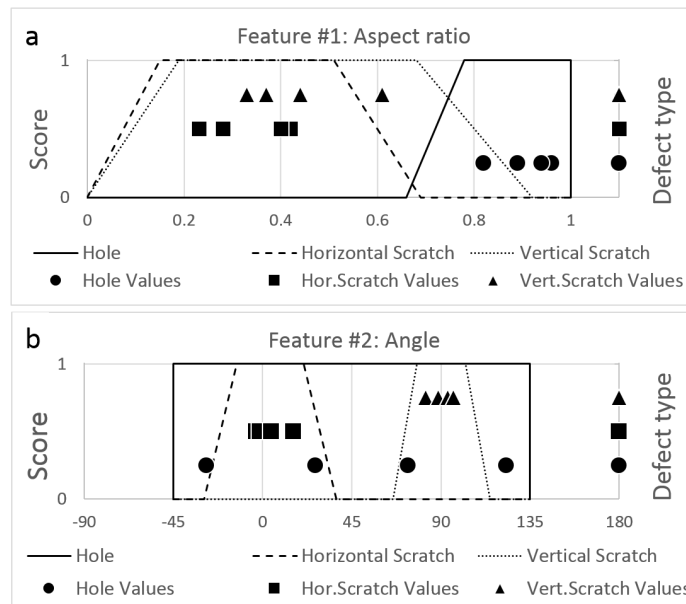 a
Feature #1: Aspect ratio
1
0
Score
Defect type
0 0.2 0.4 0.6 0.8 1
Hole Horizontal Scratch Vertical Scratch
Hole Values Hor.Scratch Values Vert.Scratch Values
b
Feature #2: Angle
1
0
Score
Defect type
-90 -45 0 45 90 135 180
Hole Horizontal Scratch Vertical Scratch
Hole Values Hor.Scratch Values Vert.Scratch Values